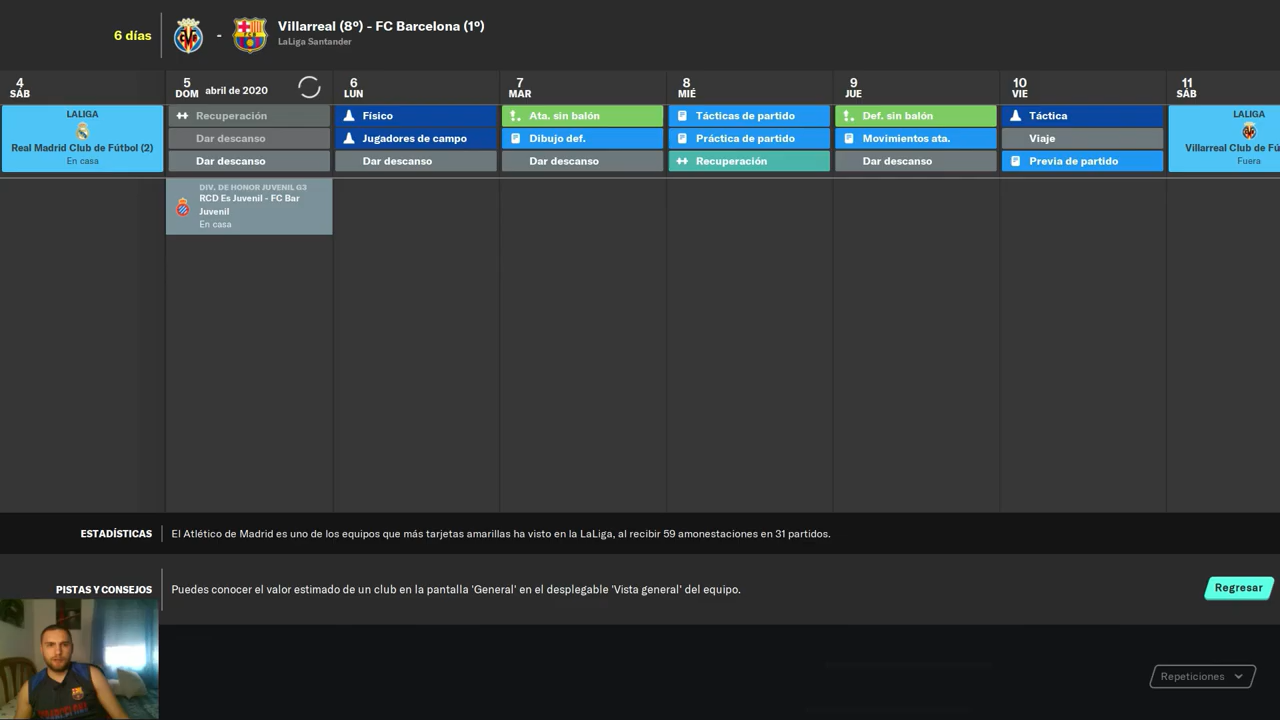 6 días
-
Villarreal (8º) - FC Barcelona (1º)
LaLiga Santander
4
SÁB
5
DOM abril de 2020
6
LUN
7
MAR
8
MIÉ
9
JUE
10
VIE
11
SÁB
LALIGA
Real Madrid Club de Fútbol (2)
En casa
Recuperación
Dar descanso
Dar descanso
Físico
Jugadores de campo
Dar descanso
Ata. sin balón
Dibujo def.
Dar descanso
Tácticas de partido
Práctica de partido
Recuperación
Def. sin balón
Movimientos ata.
Dar descanso
Táctica
Viaje
Previa de partido
LALIGA
Villarreal Club de Fú
Fuera
DIV. DE HONOR JUVENIL G3
RCD Es Juvenil - FC Bar
Juvenil
En casa
ESTADÍSTICAS
El Atlético de Madrid es uno de los equipos que más tarjetas amarillas ha visto en la LaLiga, al recibir 59 amonestaciones en 31 partidos.
PISTAS Y CONSEJOS
Puedes conocer el valor estimado de un club en la pantalla 'General' en el desplegable 'Vista general' del equipo.
Regresar
Repeticiones